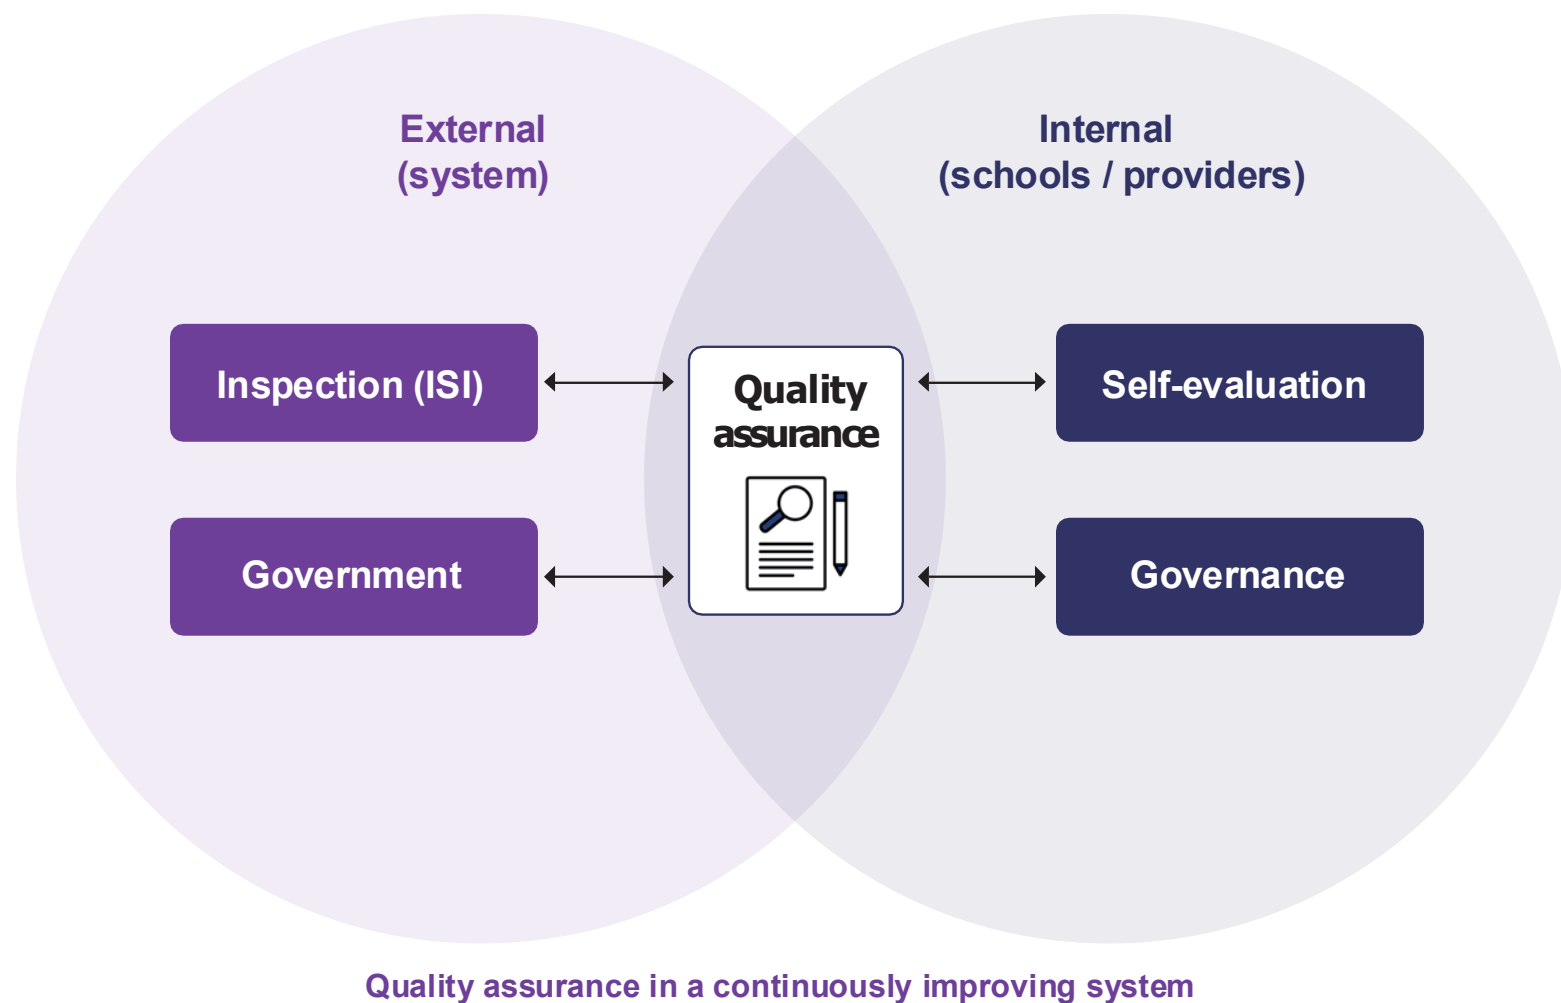 External
(system)
Internal
(schools / providers)
Inspection (ISI)
Government
Quality
assurance
Self-evaluation
Governance
Quality assurance in a continuously improving system